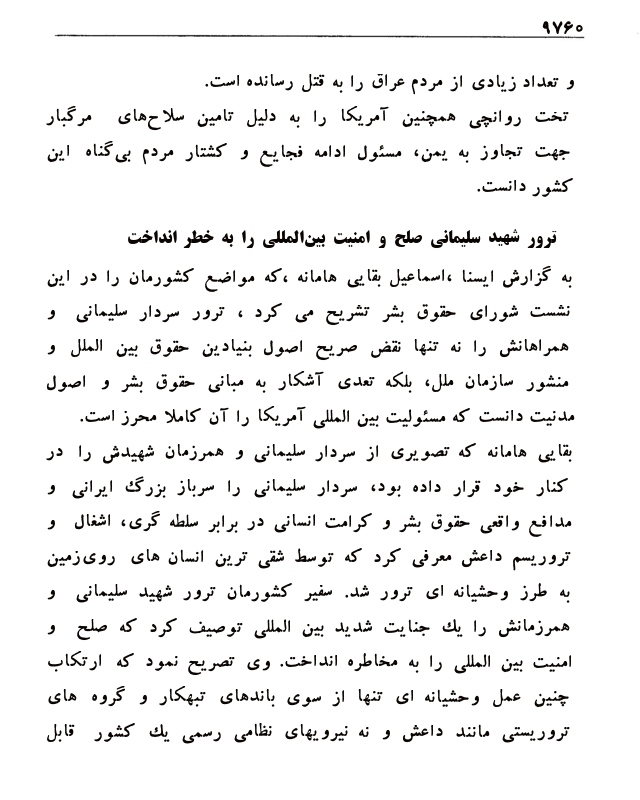 ۹۷۶۰
و تعداد زیادی از مردم عراق را به قتل رسانده است.
تخت روانچی همچنین آمریکا را به دلیل تامین سلاح‌های مرگبار
جهت تجاوز به یمن، مسئول ادامه فجایع و کشتار مردم بی‌گناه این
کشور دانست.
ترور شهید سلیمانی صلح و امنیت بین‌المللی را به خطر انداخت
به گزارش ایسنا ،اسماعیل بقایی هامانه ،که مواضع کشورمان را در این
نشست شورای حقوق بشر تشریح می کرد ، ترور سردار سلیمانی و
همراهانش را نه تنها نقض صریح اصول بنیادین حقوق بین الملل و
منشور سازمان ملل، بلکه تعدی آشکار به مبانی حقوق بشر و اصول
مدنیت دانست که مسئولیت بین المللی آمریکا را آن کاملا محرز است.
بقایی هامانه که تصویری از سردار سلیمانی و همرزمان شهیدش را در
کنار خود قرار داده بود، سردار سلیمانی را سرباز بزرگ ایرانی و
مدافع واقعی حقوق بشر و کرامت انسانی در برابر سلطه گری، اشغال و
تروریسم داعش معرفی کرد که توسط شقی ترین انسان های روی‌زمین
به طرز وحشیانه ای ترور شد. سفیر کشورمان ترور شهید سلیمانی و
همرزمانش را یك جنایت شدید بین المللی توصیف کرد که صلح و
امنیت بین المللی را به مخاطره انداخت. وی تصریح نمود که ارتکاب
چنین عمل وحشیانه ای تنها از سوی باندهای تبهکار و گروه های
تروریستی مانند داعش و نه نیرویهای نظامی رسمی یك کشور قابل